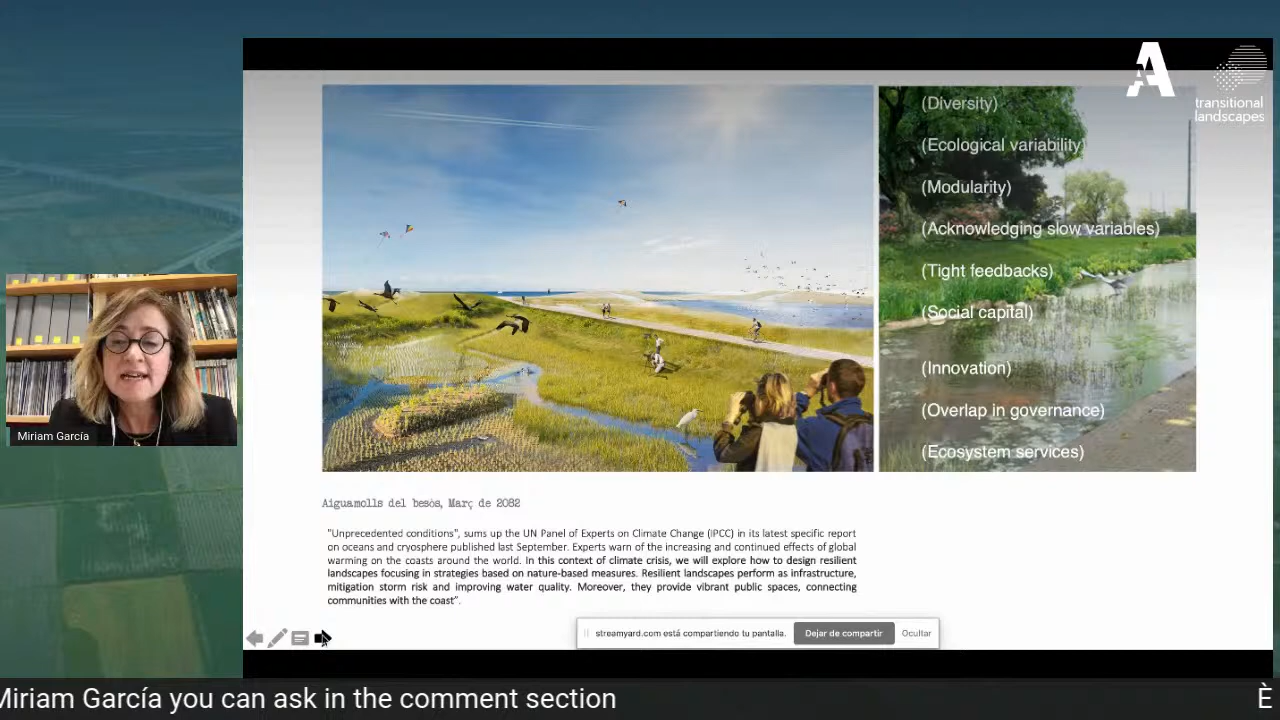 A
A
transitional
landscapes
(Diversity)
(Ecological variability)
(Modularity)
(Acknowledging slow variables)
(Tight feedbacks)
(Social capital)
(Innovation)
(Overlap in governance)
(Ecosystem services)
Miriam García
Aiguamolls del besòs, Març de 2082
"Unprecedented conditions", sums up the UN Panel of Experts on Climate Change (IPCC) in its latest specific report
on oceans and cryosphere published last September. Experts warn of the increasing and continued effects of global
warming on the coasts around the world. In this context of climate crisis, we will explore how to design resilient
landscapes focusing in strategies based on nature-based measures. Resilient landscapes perform as infrastructure,
mitigation storm risk and improving water quality. Moreover, they provide vibrant public spaces, connecting
communities with the coast".
streamyard.com está compartiendo tu pantalla.
Dejar de compartir
Ocultar
Miriam García you can ask in the comment section
È